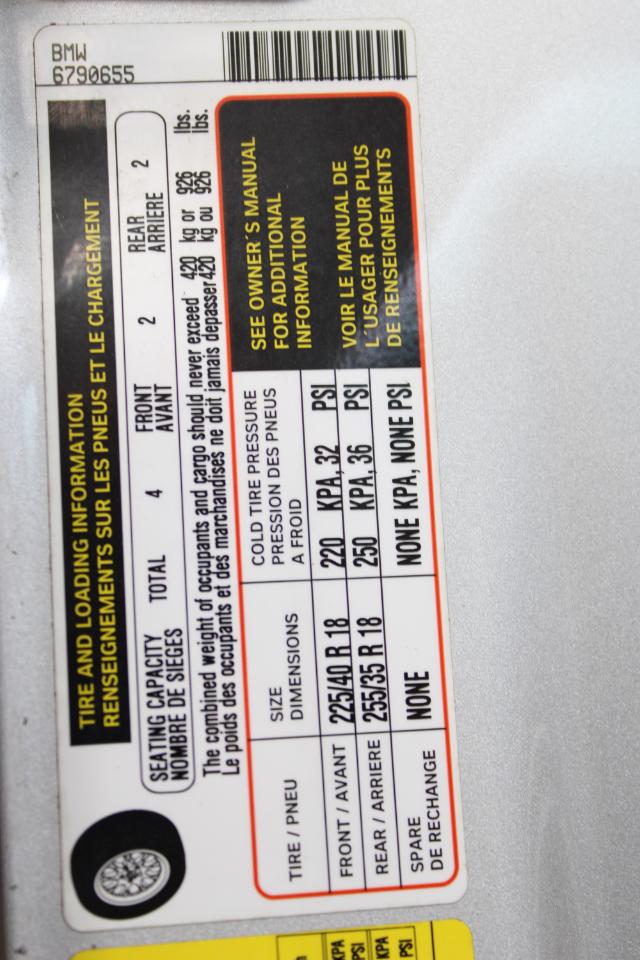 BMW
6790655
TIRE AND LOADING INFORMATION
RENSEIGNEMENTS SUR LES PNEUS ET LE CHARGEMENT
SEATING CAPACITY TOTAL 4 FRONT 2 REAR 2
NOMBRE DE SIEGES AVANT ARRIERE
The combined weight of occupants and cargo should never exceed 420 kg or 926 lbs.
Le poids des occupants et des marchandises ne doit jamais depasser 420 kg ou 926 lbs.
TIRE / PNEU
SIZE
DIMENSIONS
COLD TIRE PRESSURE
PRESSION DES PNEUS
A FROID
FRONT / AVANT 225/40 R 18 220 KPA, 32 PSI
REAR / ARRIERE 255/35 R 18 250 KPA, 36 PSI
SPARE
DE RECHANGE
NONE NONE KPA, NONE PSI
SEE OWNER'S MANUAL
FOR ADDITIONAL
INFORMATION
VOIR LE MANUAL DE
L'USAGER POUR PLUS
DE RENSEIGNEMENTS
KPA
PSI
KPA
PSI